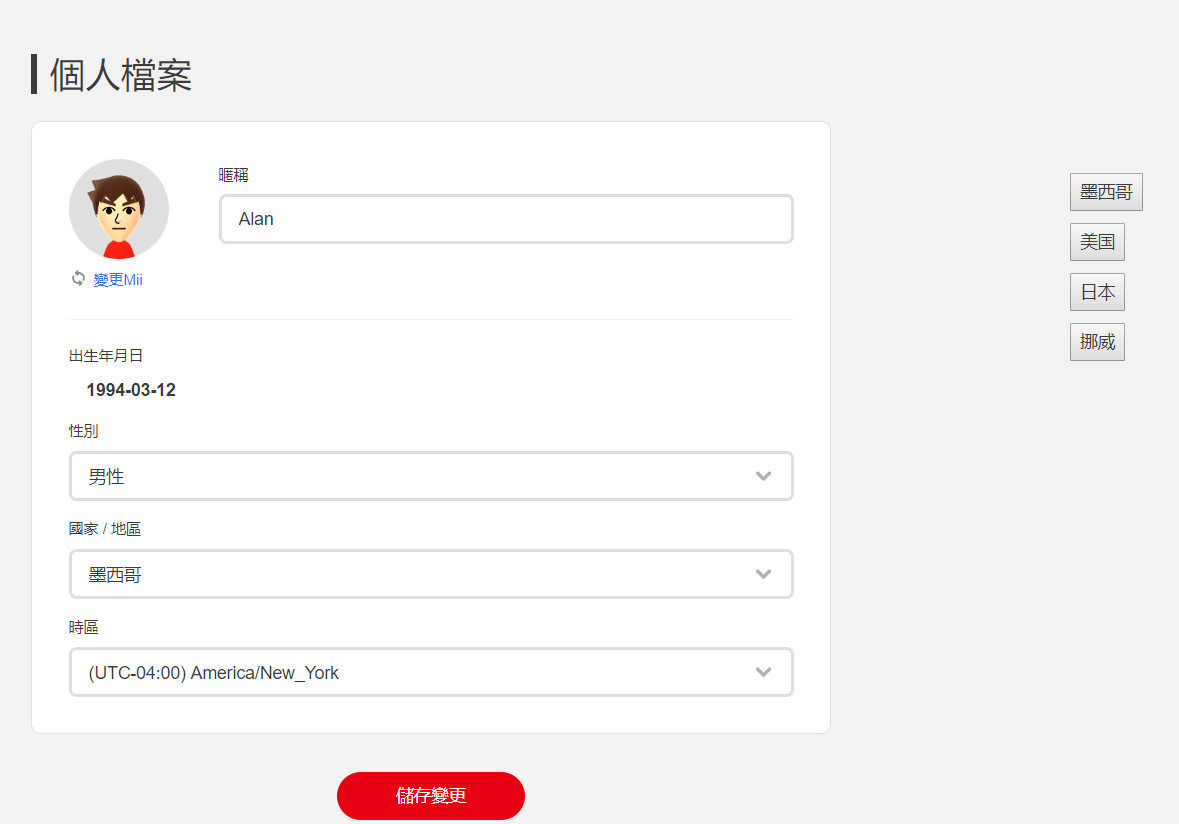 個人檔案
暱稱
Alan
變更Mii
出生年月日
1994-03-12
性別
男性
國家 / 地區
墨西哥
時區
(UTC-04:00) America/New_York
儲存變更
墨西哥
美国
日本
挪威